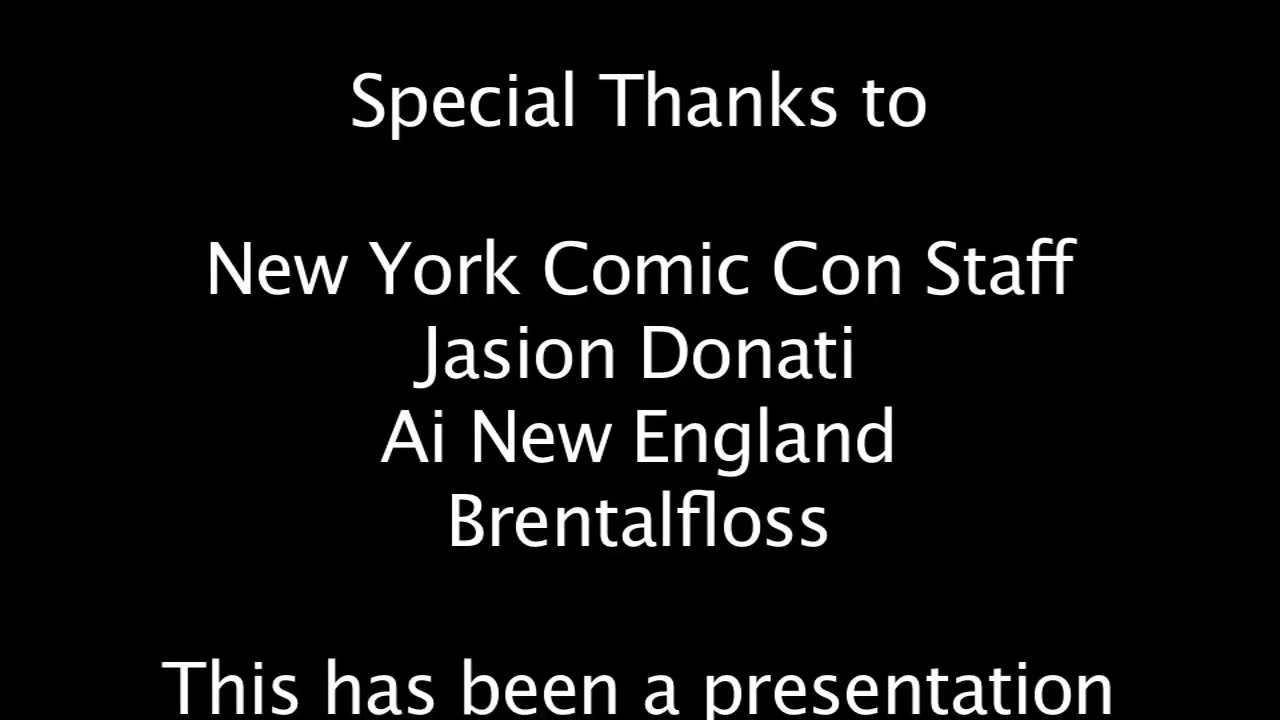 Special Thanks to
New York Comic Con Staff
Jasion Donati
Ai New England
Brentalfloss
This has been a presentation